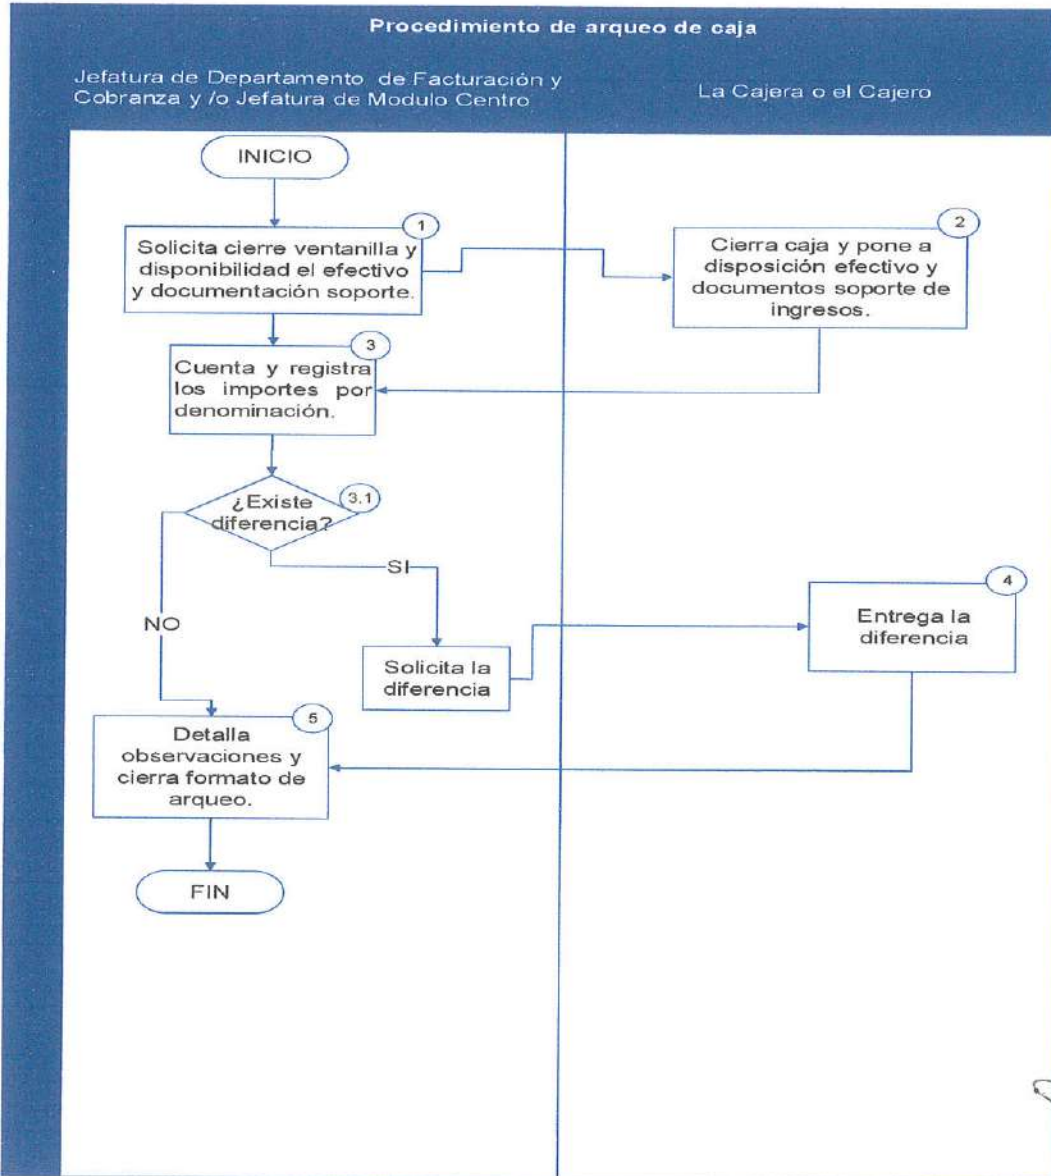 Procedimiento de arqueo de caja
Jefatura de Departamento de Facturación y
Cobranza y /o Jefatura de Modulo Centro
La Cajera o el Cajero
INICIO
1
Solicita cierre ventanilla y
disponibilidad el efectivo
y documentación soporte.
2
Cierra caja y pone a
disposición efectivo y
documentos soporte de
ingresos.
3
Cuenta y registra
los importes por
denominación.
3.1
¿Existe
diferencia?
SI
NO
Solicita la
diferencia
4
Entrega la
diferencia
5
Detalla
observaciones y
cierra formato de
arqueo.
FIN